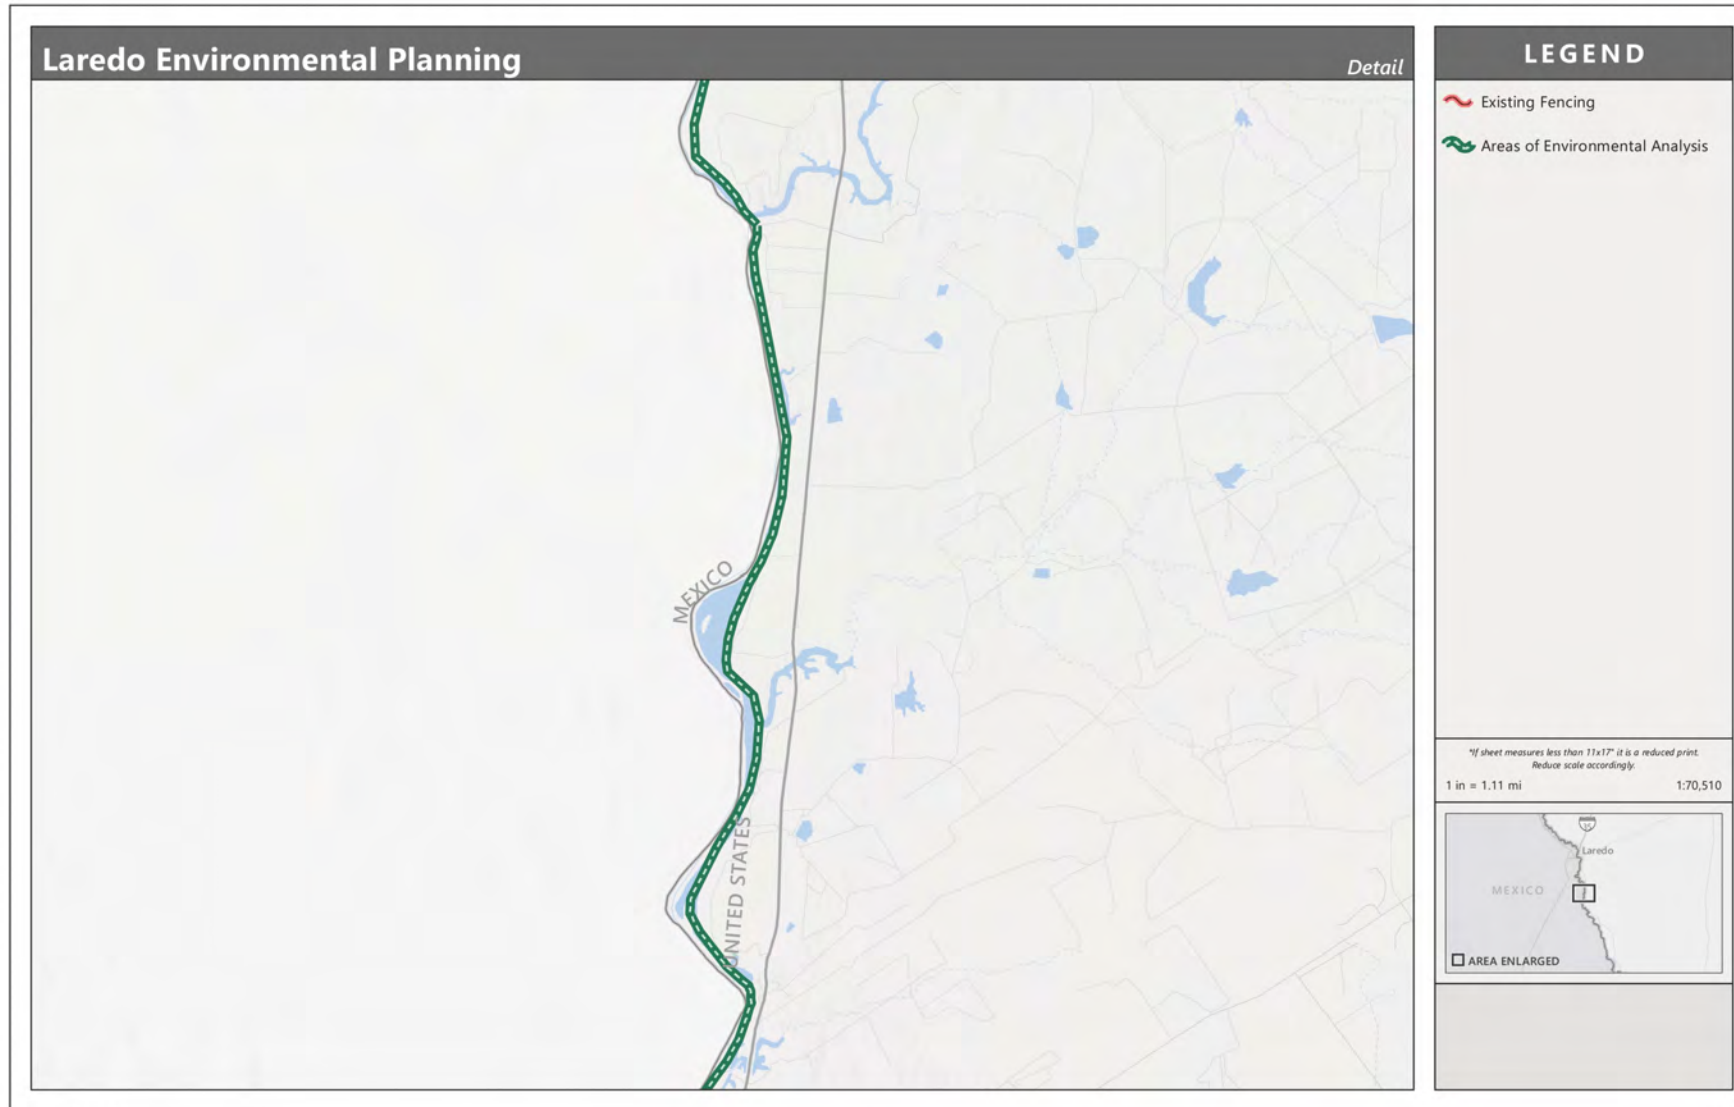 Laredo Environmental Planning
Detail
MEXICO
UNITED STATES
LEGEND
Existing Fencing
Areas of Environmental Analysis
*If sheet measures less than 11x17" it is a reduced print.
Reduce scale accordingly.
1 in = 1.11 mi
1:70,510
35
Laredo
MEXICO
AREA ENLARGED